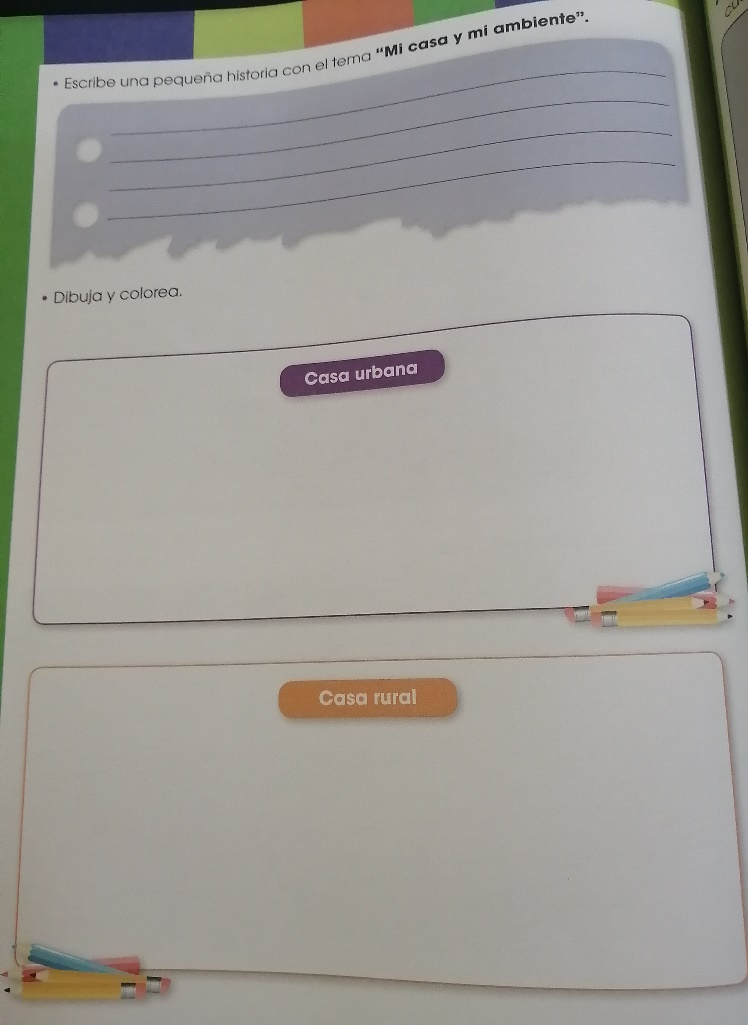 • Escribe una pequeña historia con el tema “Mi casa y mi ambiente”.
• Dibuja y colorea.
Casa urbana
Casa rural